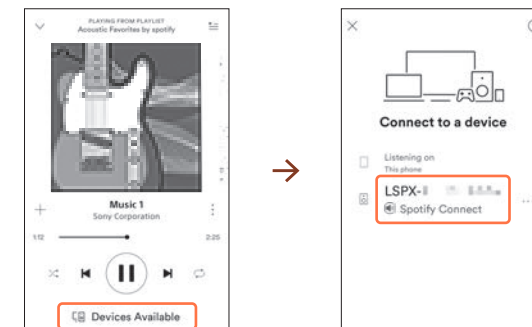 PLAYING FROM PLAYLIST
Acoustic Favorites by spotify
Music 1
Sony Corporation
1:12
2:25
Devices Available
Connect to a device
Listening on
This phone
LSPX-
Spotify Connect